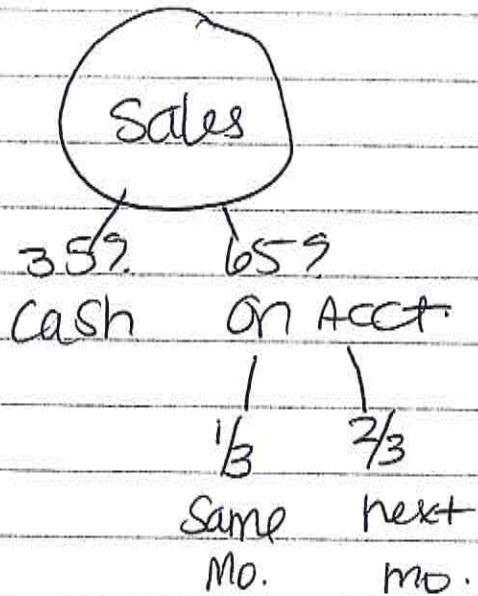 Sales
35% 65%
Cash On Acct.
1/3 2/3
Same next
Mo. mo.